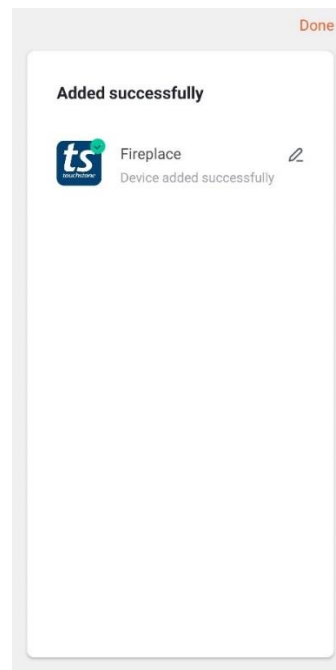 Done
Added successfully
ts
touchstone
Fireplace
Device added successfully